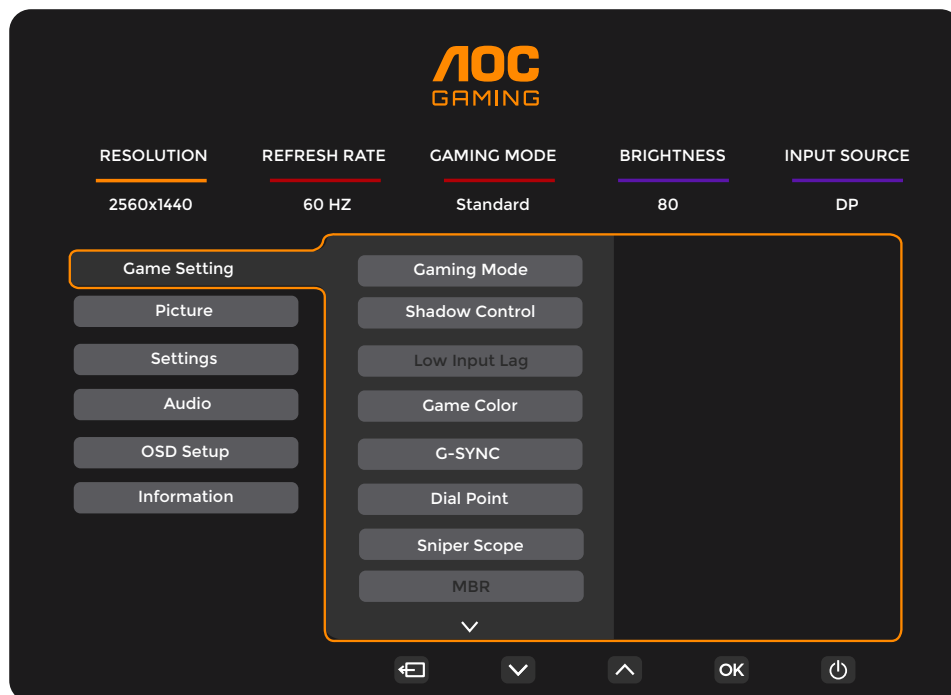 AOC
GAMING
RESOLUTION REFRESH RATE GAMING MODE BRIGHTNESS INPUT SOURCE
2560x1440 60 HZ Standard 80 DP
Game Setting Gaming Mode
Picture Shadow Control
Settings Low Input Lag
Audio Game Color
OSD Setup G-SYNC
Information Dial Point
Sniper Scope
MBR
OK